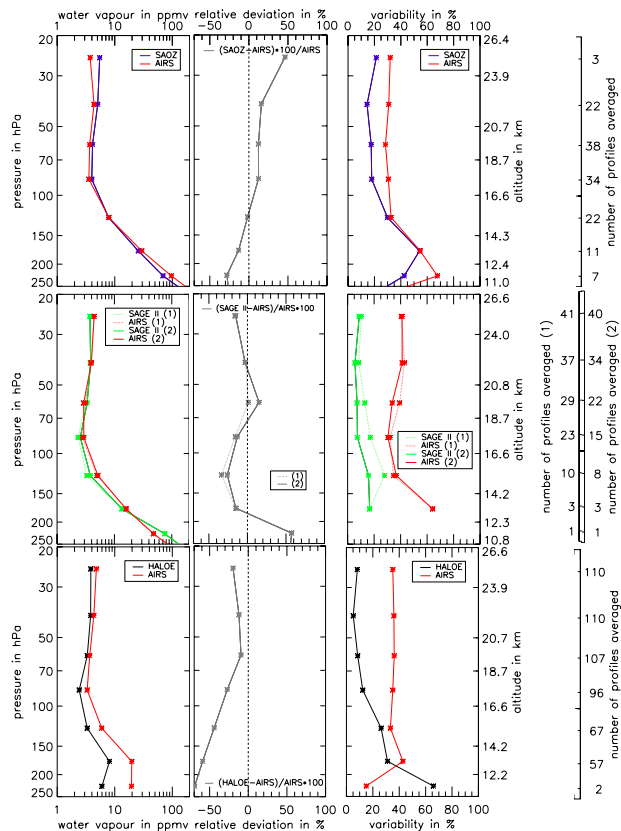 water vapour in ppmv relative deviation in % variability in %
1 10 100 −50 0 50 100 0 20 40 60 80 100
20 26.4
SAOZ (SAOZ−AIRS)*100/AIRS SAOZ
AIRS AIRS
30 23.9
3
50 20.7
22
70 18.7
38
100 16.8
34
150 14.3
22
200 12.4
11
250 11.0
7
pressure in hPa
altitude in km
number of profiles averaged
20 26.6
SAGE II (1) (SAGE II−AIRS)/AIRS*100
AIRS (1)
SAGE II (2)
AIRS (2)
30 24.0
41 40
50 20.8
37 34
70 18.7
29 22
100 16.6
23 15
150 14.0
10 8
200 12.3
3 3
250 10.8
1 1
(1)
(2)
SAGE II (1)
AIRS (1)
SAGE II (2)
AIRS (2)
pressure in hPa
altitude in km
number of profiles averaged (1)
number of profiles averaged (2)
20 26.6
HALOE HALOE
AIRS AIRS
30 23.9
110
50 20.7
110
70 18.7
107
100 16.6
96
150 14.2
67
200 12.2
57
250
2
(HALOE−AIRS)/AIRS*100
pressure in hPa
altitude in km
number of profiles averaged
1 10 100 −50 0 50 100 0 20 40 60 80 100
water vapour in ppmv relative deviation in % variability in %